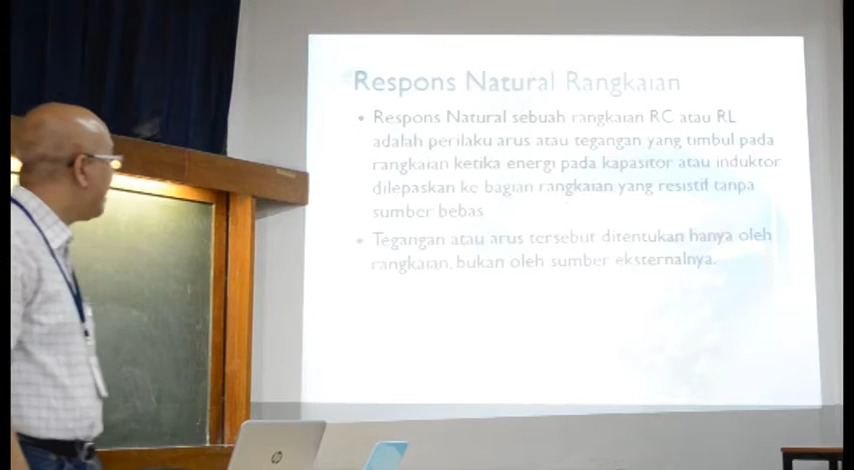 Respons Natural Rangkaian
• Respons Natural sebuah rangkaian RC atau RL
adalah perilaku arus atau tegangan yang timbul pada
rangkaian ketika energi pada kapasitor atau induktor
dilepaskan ke bagian rangkaian yang resistif tanpa
sumber bebas
• Tegangan atau arus tersebut ditentukan hanya oleh
rangkaian, bukan oleh sumber eksternalnya.
hp